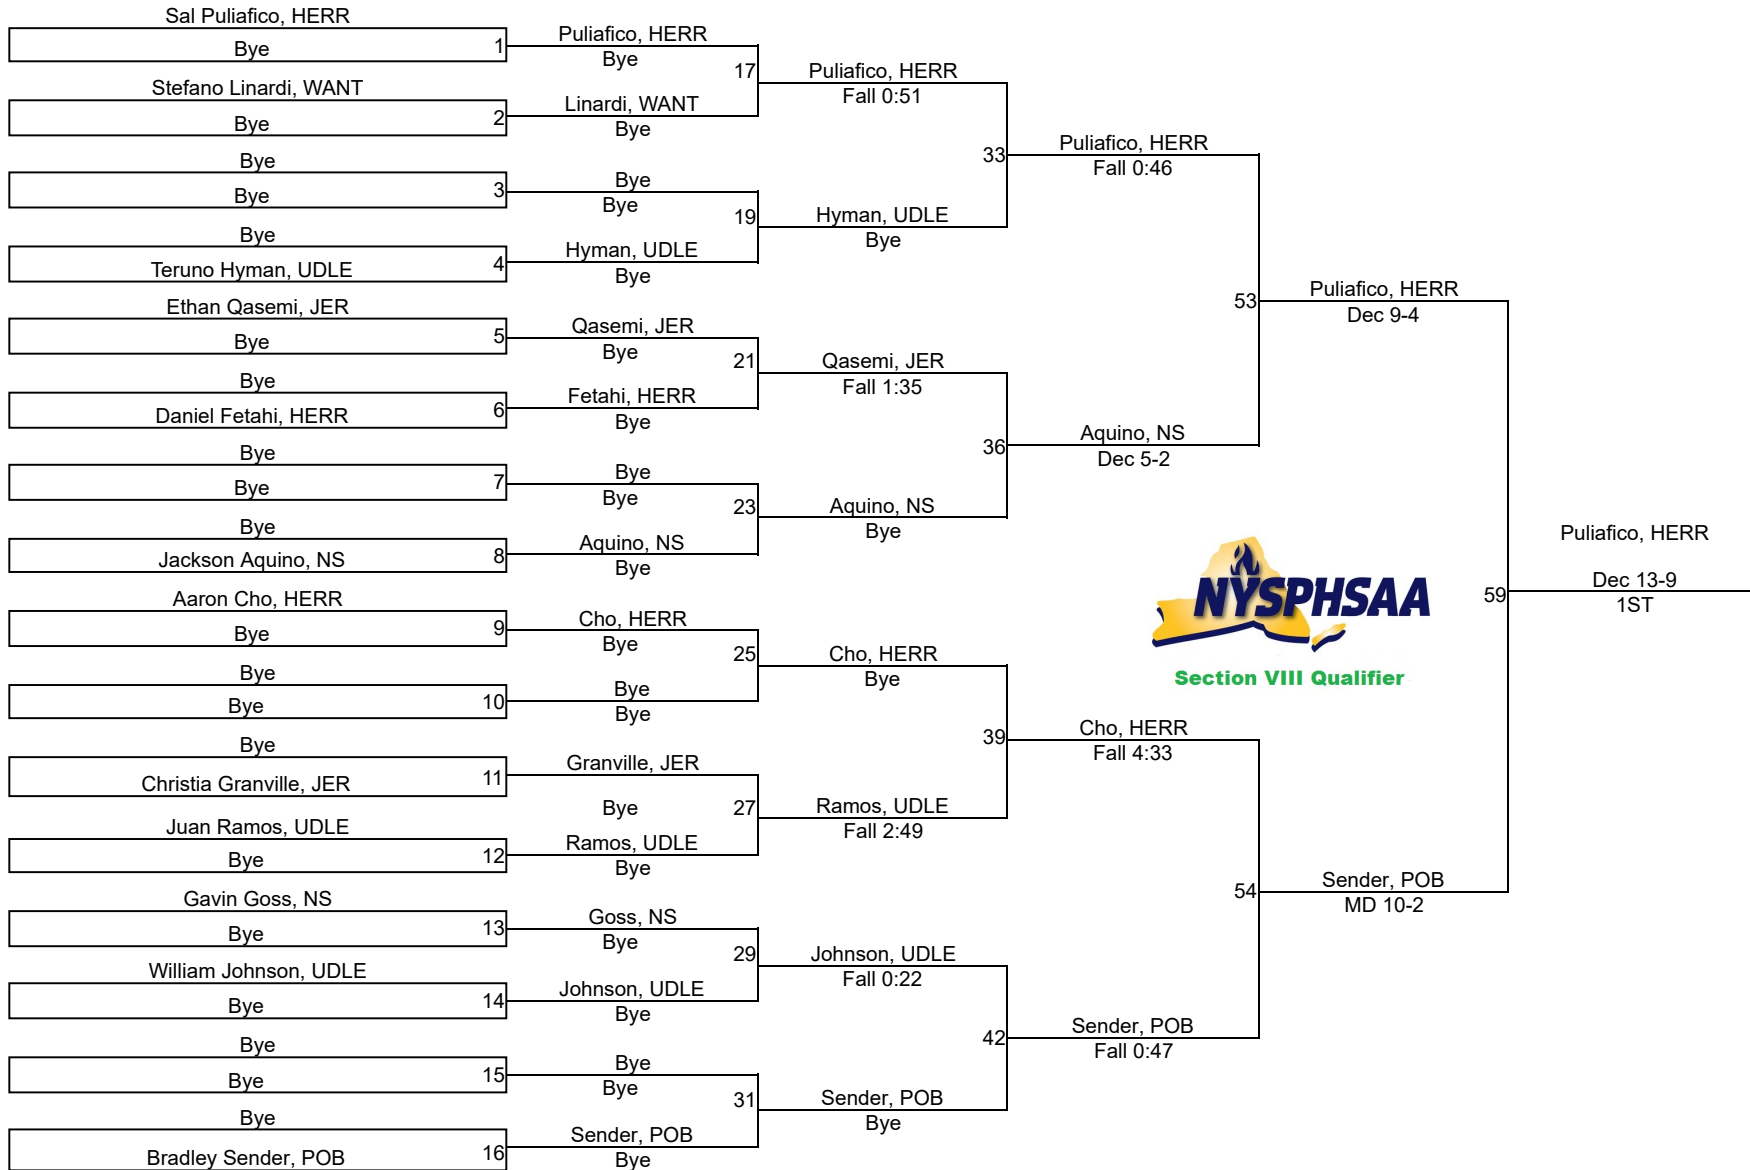 Sal Puliafico, HERR
Bye
1
Stefano Linardi, WANT
Bye
2
Bye
Bye
3
Bye
Teruno Hyman, UDLE
4
Ethan Qasemi, JER
Bye
5
Bye
Daniel Fetahi, HERR
6
Bye
Bye
7
Bye
Jackson Aquino, NS
8
Aaron Cho, HERR
Bye
9
Bye
Bye
10
Bye
Christia Granville, JER
11
Juan Ramos, UDLE
Bye
12
Gavin Goss, NS
Bye
13
William Johnson, UDLE
Bye
14
Bye
Bye
15
Bye
Bradley Sender, POB
16
Puliafico, HERR
Bye
17
Linardi, WANT
Bye
Bye
Bye
19
Hyman, UDLE
Bye
Qasemi, JER
Bye
21
Fetahi, HERR
Bye
Bye
Bye
23
Aquino, NS
Bye
Cho, HERR
Bye
25
Bye
Bye
Granville, JER
Bye
27
Ramos, UDLE
Bye
Goss, NS
Bye
29
Johnson, UDLE
Bye
Bye
Bye
31
Sender, POB
Bye
Puliafico, HERR
Fall 0:51
33
Hyman, UDLE
Bye
Qasemi, JER
Fall 1:35
36
Aquino, NS
Bye
Cho, HERR
Bye
39
Ramos, UDLE
Fall 2:49
Johnson, UDLE
Fall 0:22
42
Sender, POB
Bye
Puliafico, HERR
Fall 0:46
53
Aquino, NS
Dec 5-2
Cho, HERR
Fall 4:33
54
Sender, POB
Fall 0:47
Puliafico, HERR
Dec 9-4
59
Sender, POB
MD 10-2
Puliafico, HERR
Dec 13-9
1ST
NYSPHSAA
Section VIII Qualifier